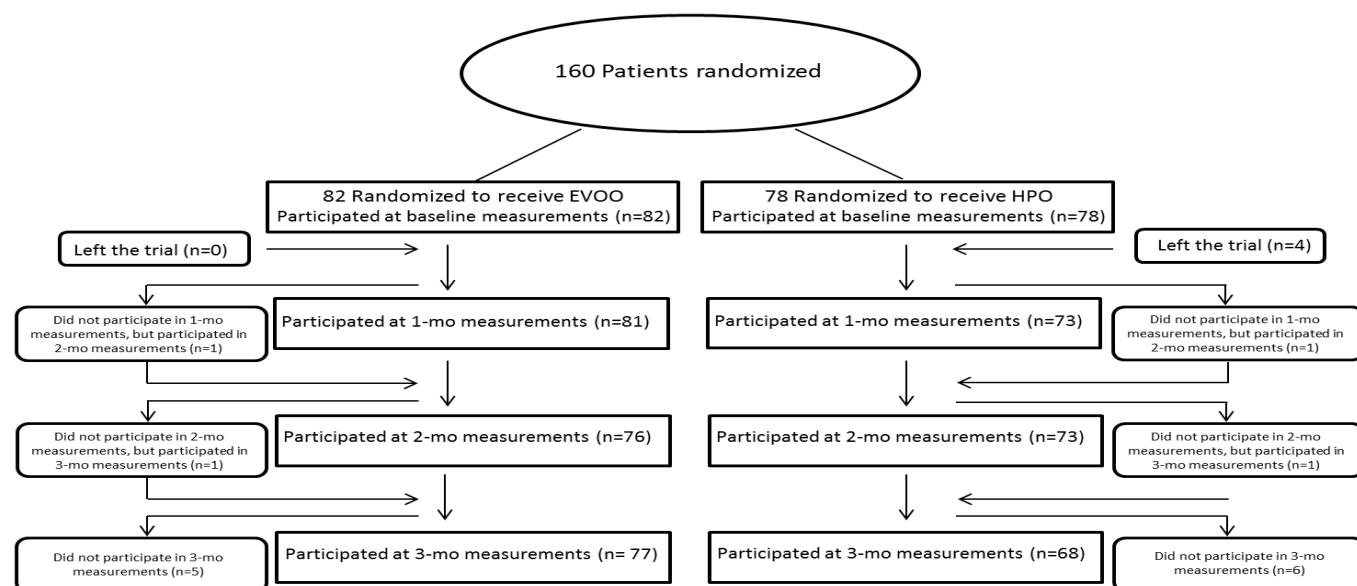 160 Patients randomized
82 Randomized to receive EVOO
Participated at baseline measurements (n=82)
78 Randomized to receive HPO
Participated at baseline measurements (n=78)
Left the trial (n=0)
Left the trial (n=4)
Did not participate in 1-mo
measurements, but participated in
2-mo measurements (n=1)
Participated at 1-mo measurements (n=81)
Participated at 1-mo measurements (n=73)
Did not participate in 1-mo
measurements, but participated in
2-mo measurements (n=1)
Did not participate in 2-mo
measurements, but participated in
3-mo measurements (n=1)
Participated at 2-mo measurements (n=76)
Participated at 2-mo measurements (n=73)
Did not participate in 2-mo
measurements, but participated in
3-mo measurements (n=1)
Did not participate in 3-mo
measurements (n=5)
Participated at 3-mo measurements (n= 77)
Participated at 3-mo measurements (n=68)
Did not participate in 3-mo
measurements (n=6)